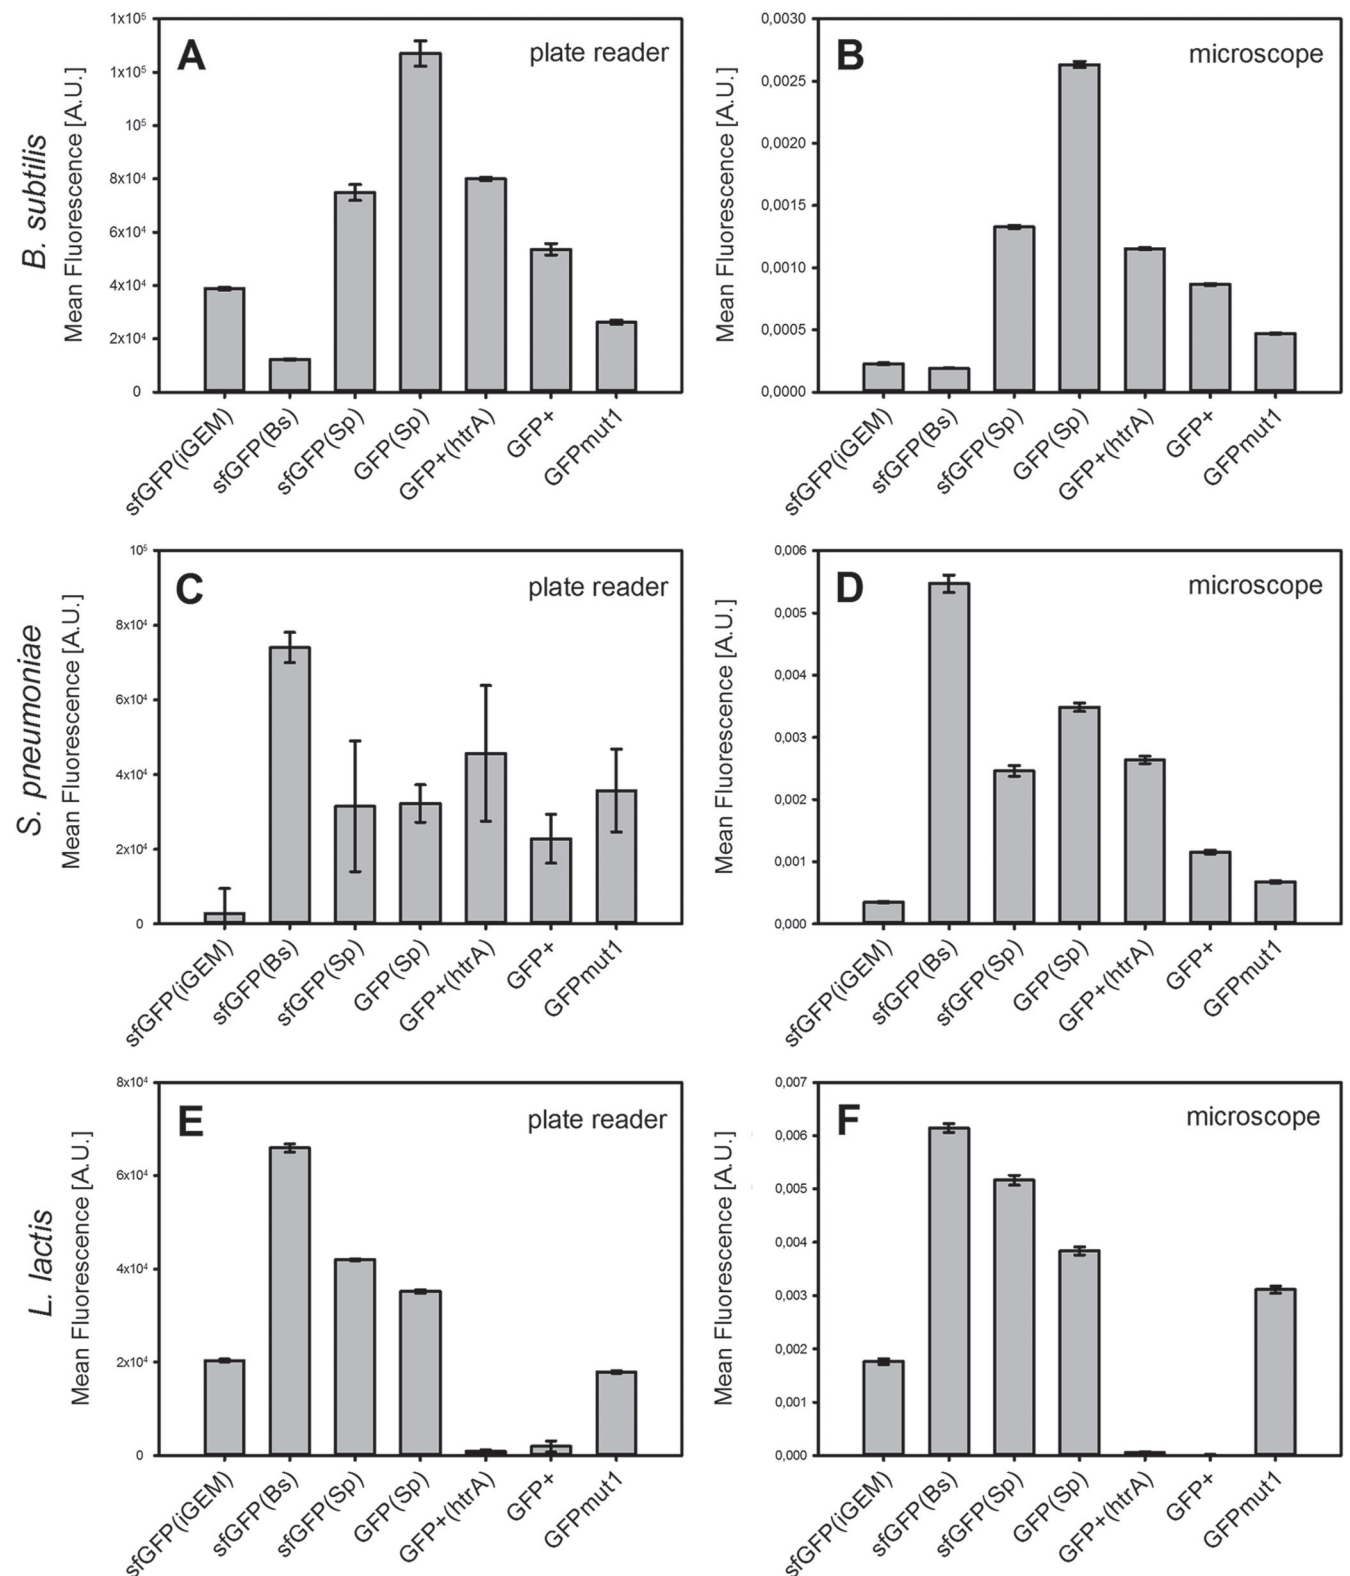 B. subtilis
A
plate reader
Mean Fluorescence [A.U.]
1x10⁵
1x10⁵
10⁵
8x10⁴
6x10⁴
4x10⁴
2x10⁴
0
sfGFP(iGEM)
sfGFP(Bs)
sfGFP(Sp)
GFP(Sp)
GFP+(htrA)
GFP+
GFPmut1
B
microscope
Mean Fluorescence [A.U.]
0,0030
0,0025
0,0020
0,0015
0,0010
0,0005
0,0000
sfGFP(iGEM)
sfGFP(Bs)
sfGFP(Sp)
GFP(Sp)
GFP+(htrA)
GFP+
GFPmut1
S. pneumoniae
C
plate reader
Mean Fluorescence [A.U.]
10⁵
8x10⁴
6x10⁴
4x10⁴
2x10⁴
0
sfGFP(iGEM)
sfGFP(Bs)
sfGFP(Sp)
GFP(Sp)
GFP+(htrA)
GFP+
GFPmut1
D
microscope
Mean Fluorescence [A.U.]
0,006
0,005
0,004
0,003
0,002
0,001
0,000
sfGFP(iGEM)
sfGFP(Bs)
sfGFP(Sp)
GFP(Sp)
GFP+(htrA)
GFP+
GFPmut1
L. lactis
E
plate reader
Mean Fluorescence [A.U.]
8x10⁴
6x10⁴
4x10⁴
2x10⁴
0
sfGFP(iGEM)
sfGFP(Bs)
sfGFP(Sp)
GFP(Sp)
GFP+(htrA)
GFP+
GFPmut1
F
microscope
Mean Fluorescence [A.U.]
0,007
0,006
0,005
0,004
0,003
0,002
0,001
0,000
sfGFP(iGEM)
sfGFP(Bs)
sfGFP(Sp)
GFP(Sp)
GFP+(htrA)
GFP+
GFPmut1